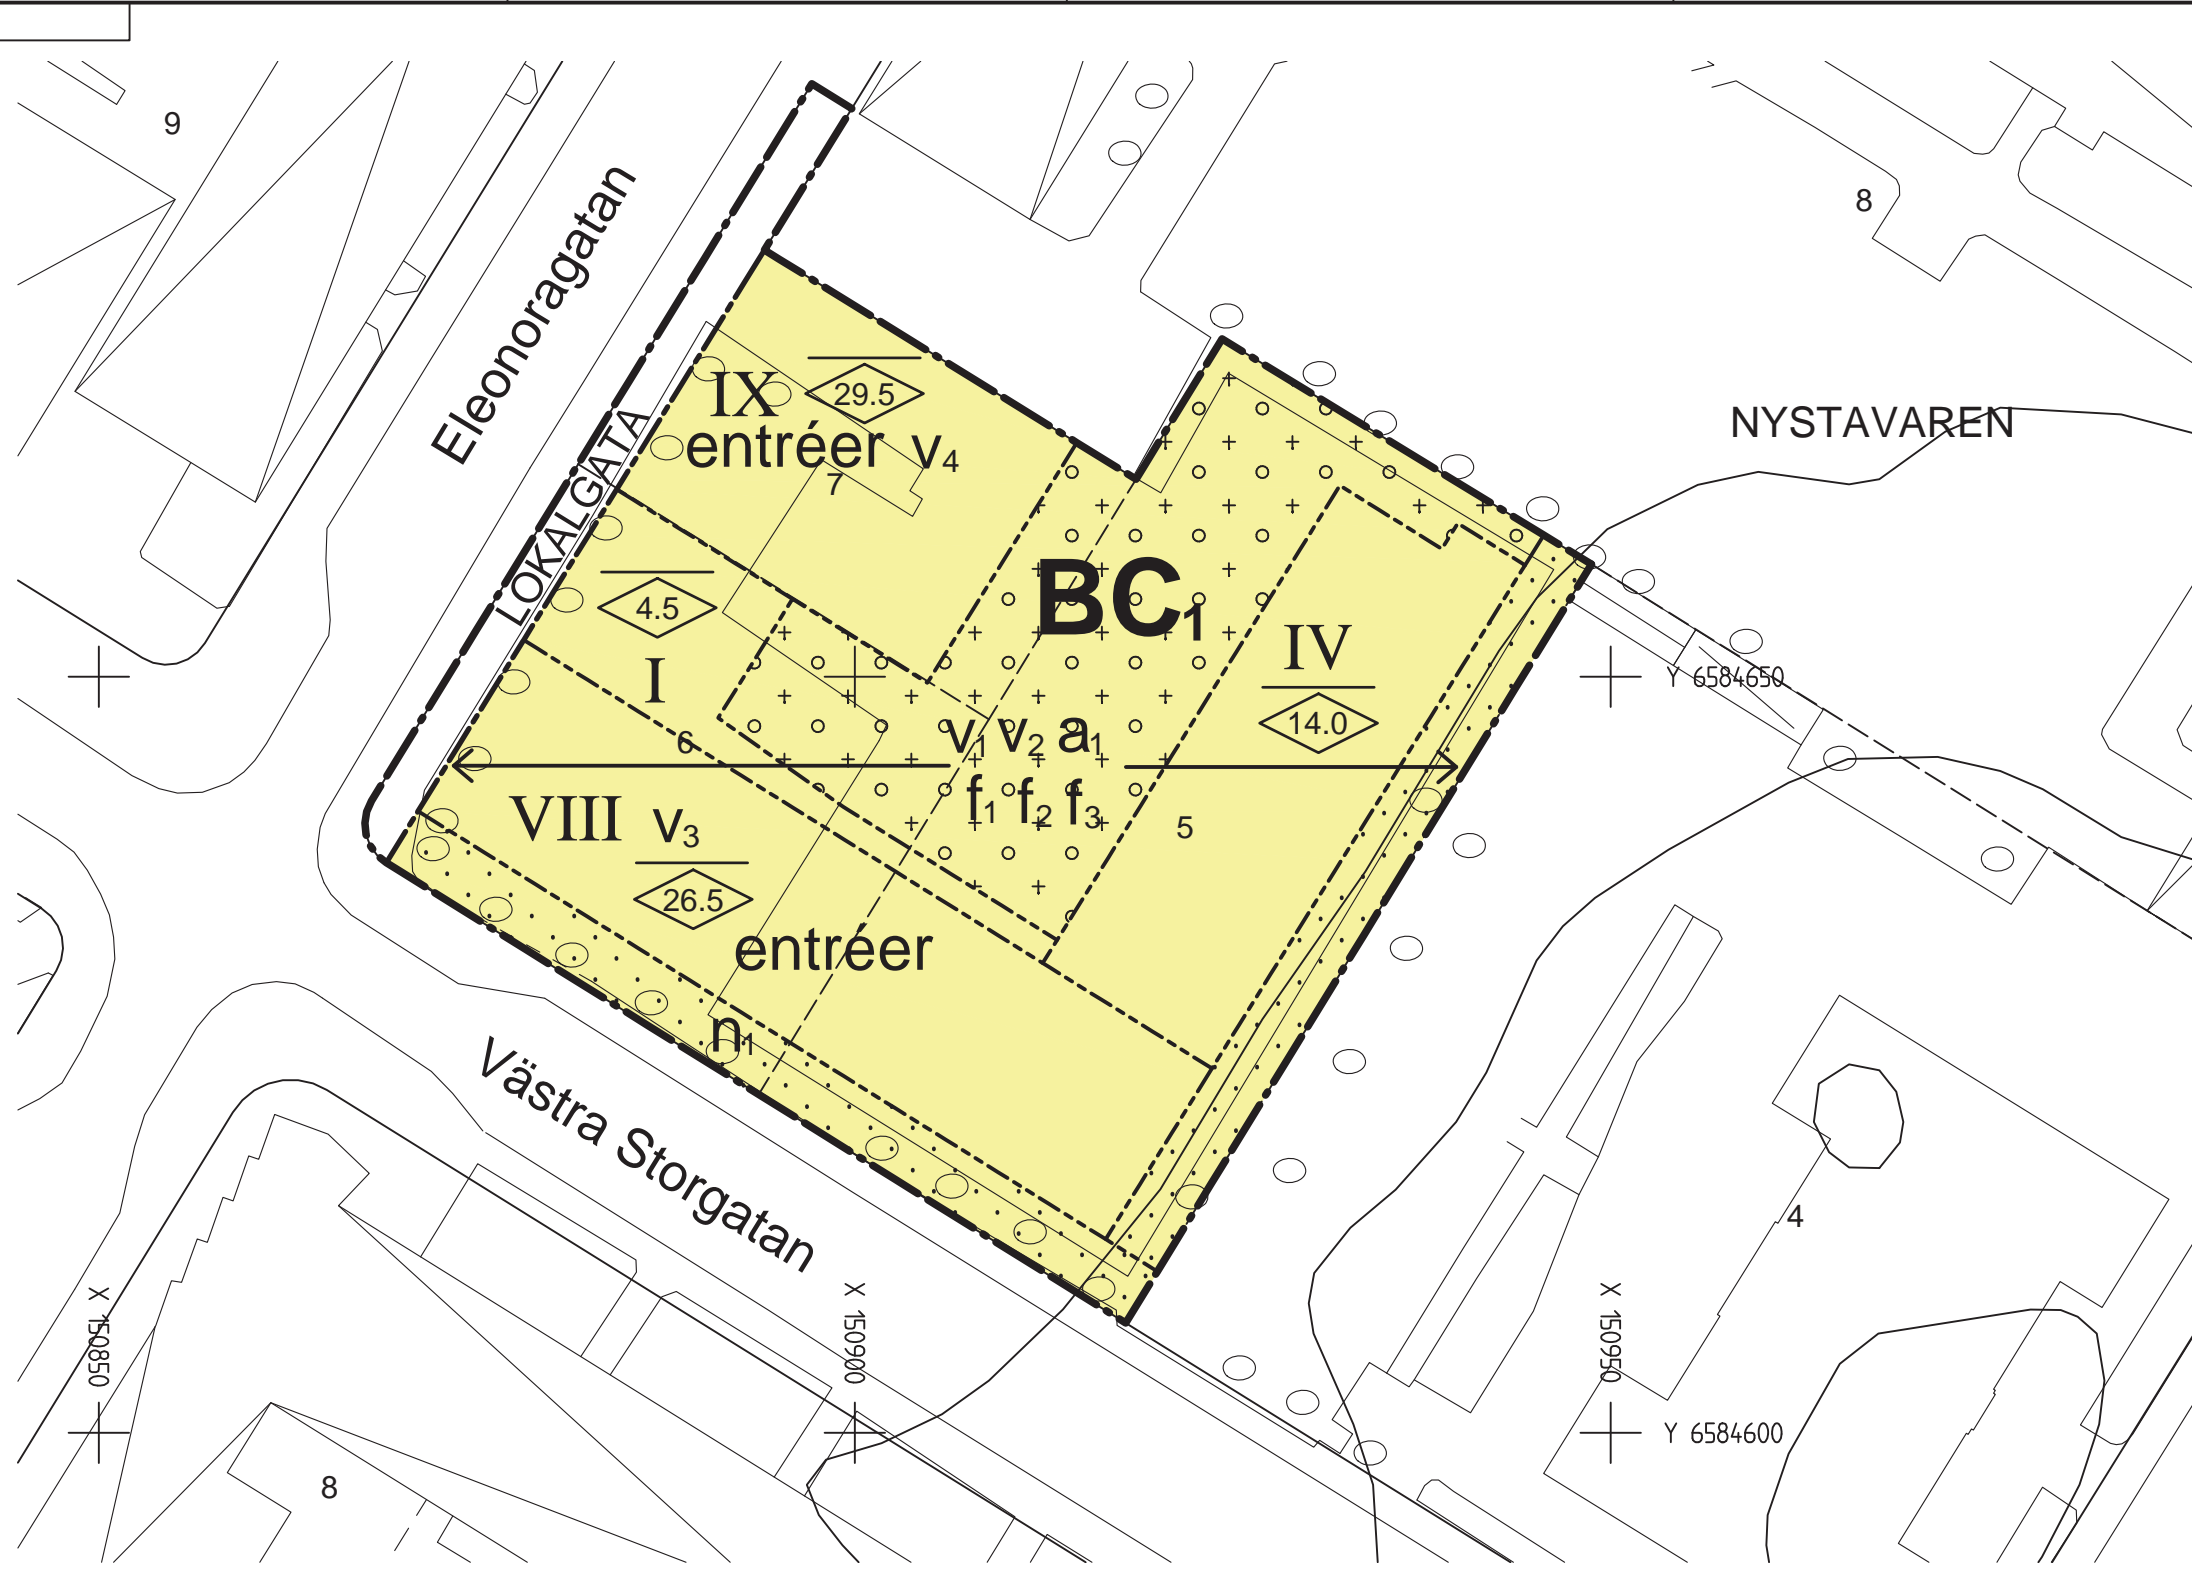 9
8
Eleonoragatan
LOKALGATA
IX 29.5
entréer v4
7
NYSTAVAREN
4.5
BC1
I
IV
Y 6584650
14.0
6
v1 v2 a1
f1 f2 f3
5
VIII v3
26.5
entréer
n1
Västra Storgatan
4
X 150850
X 150900
X 150950
Y 6584600
8